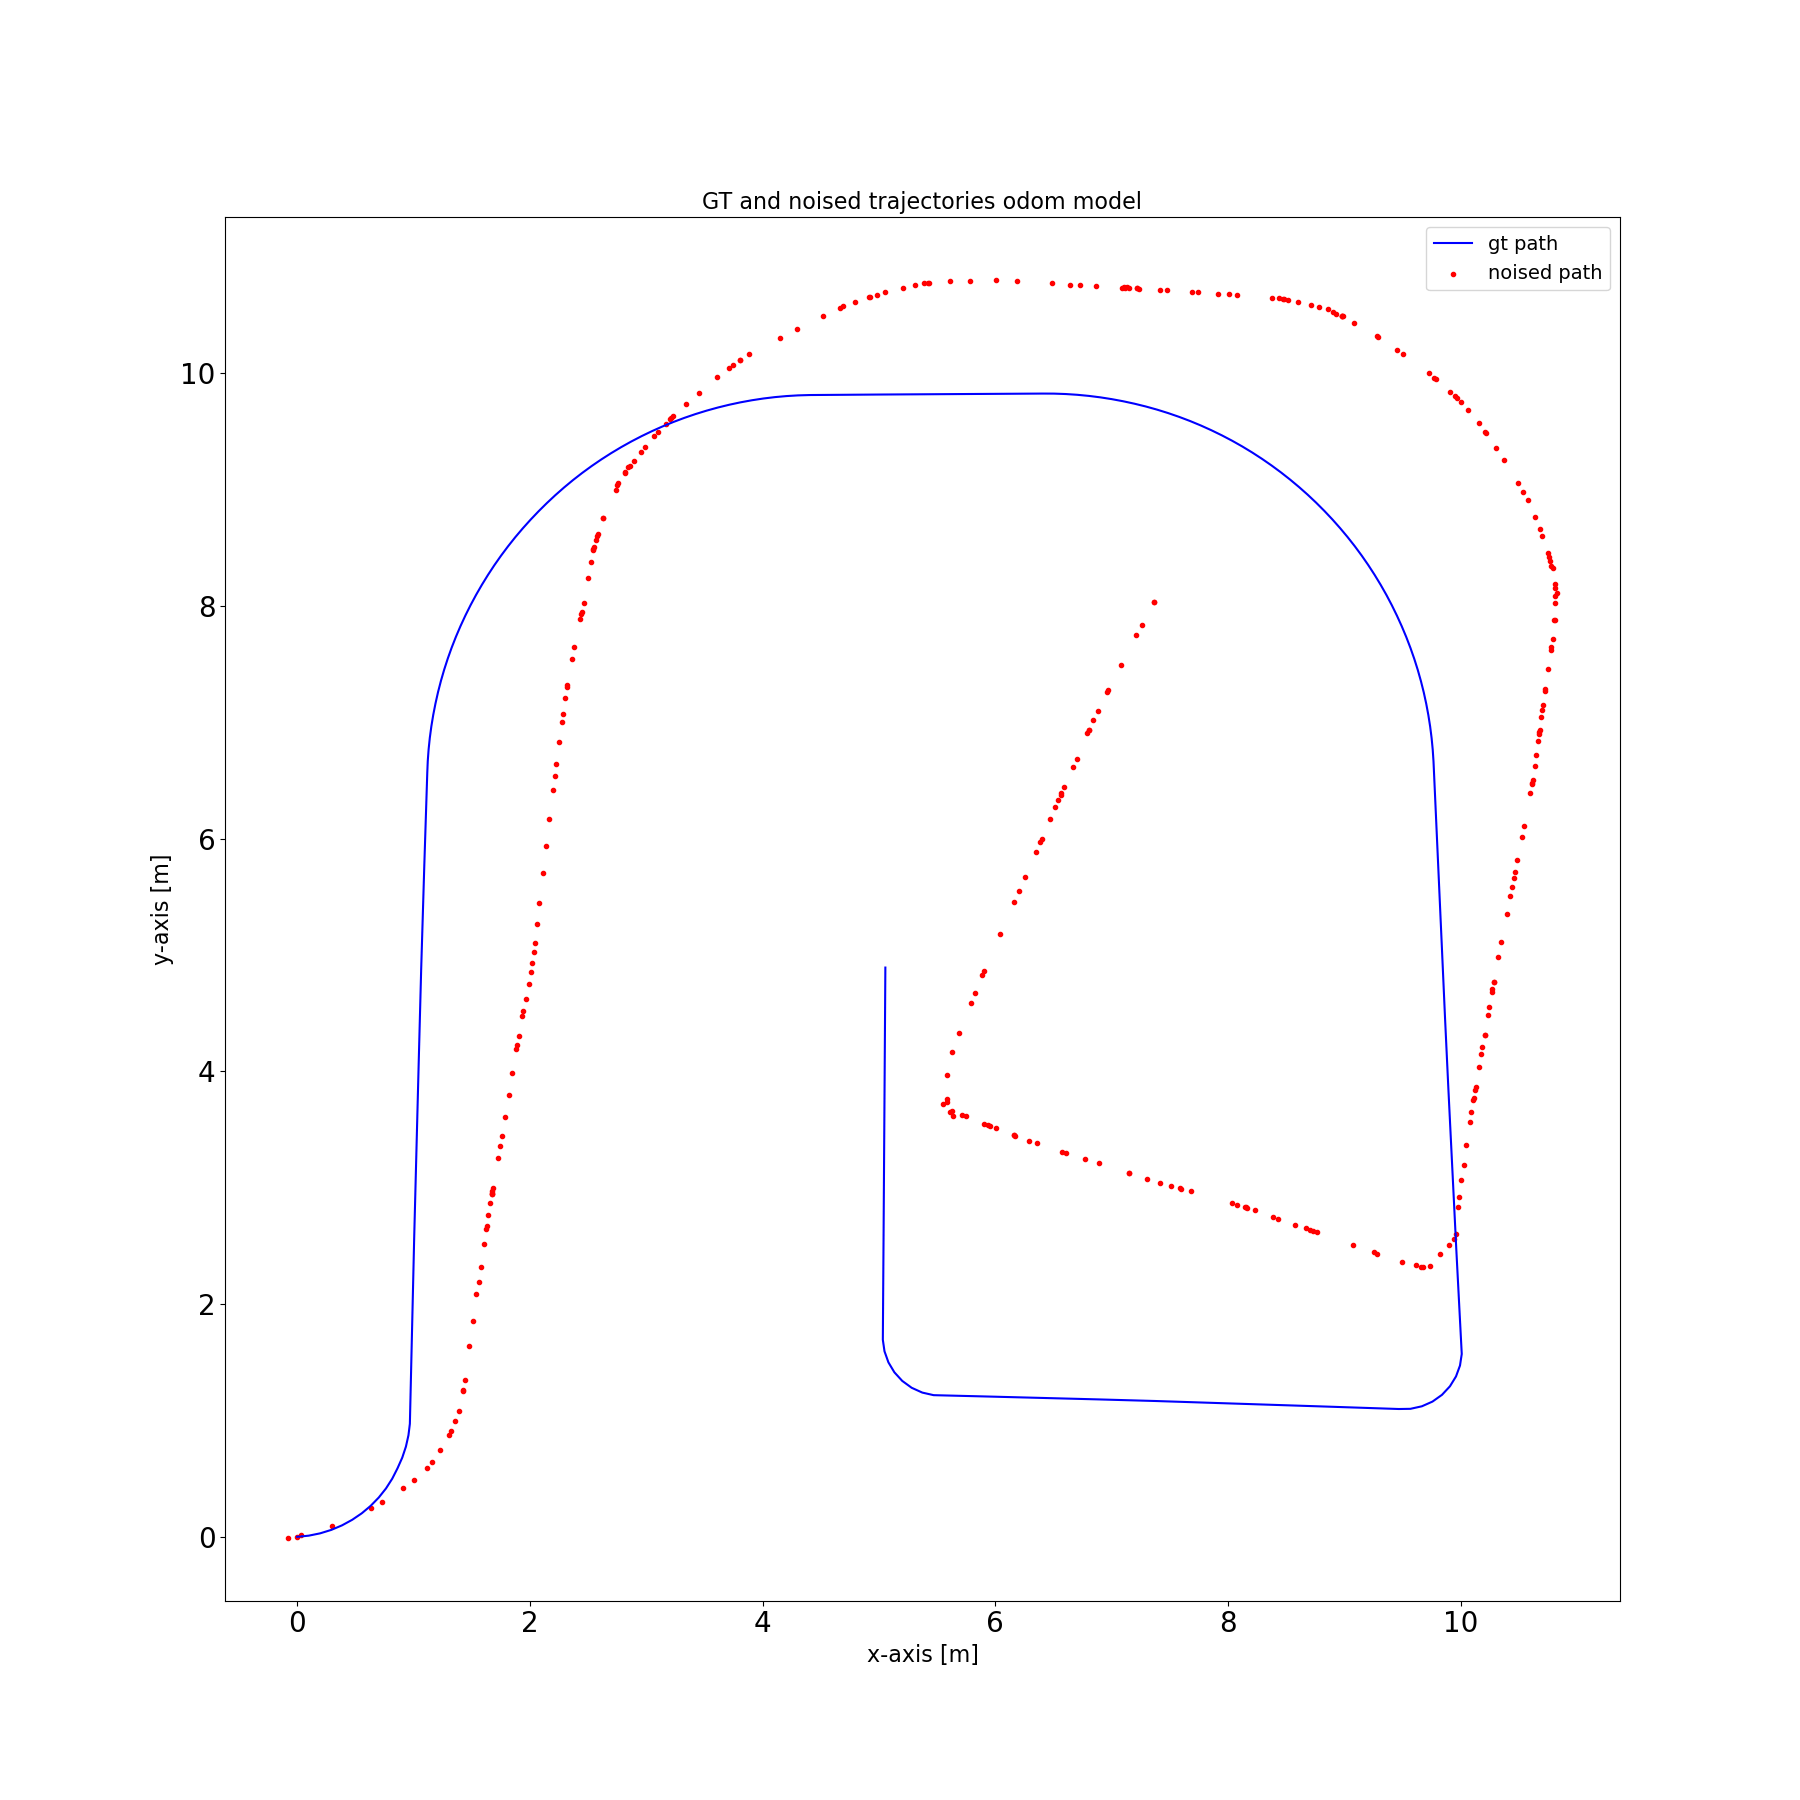 GT and noised trajectories odom model
gt path
noised path
10
8
6
4
2
0
y-axis [m]
0 2 4 6 8 10
x-axis [m]